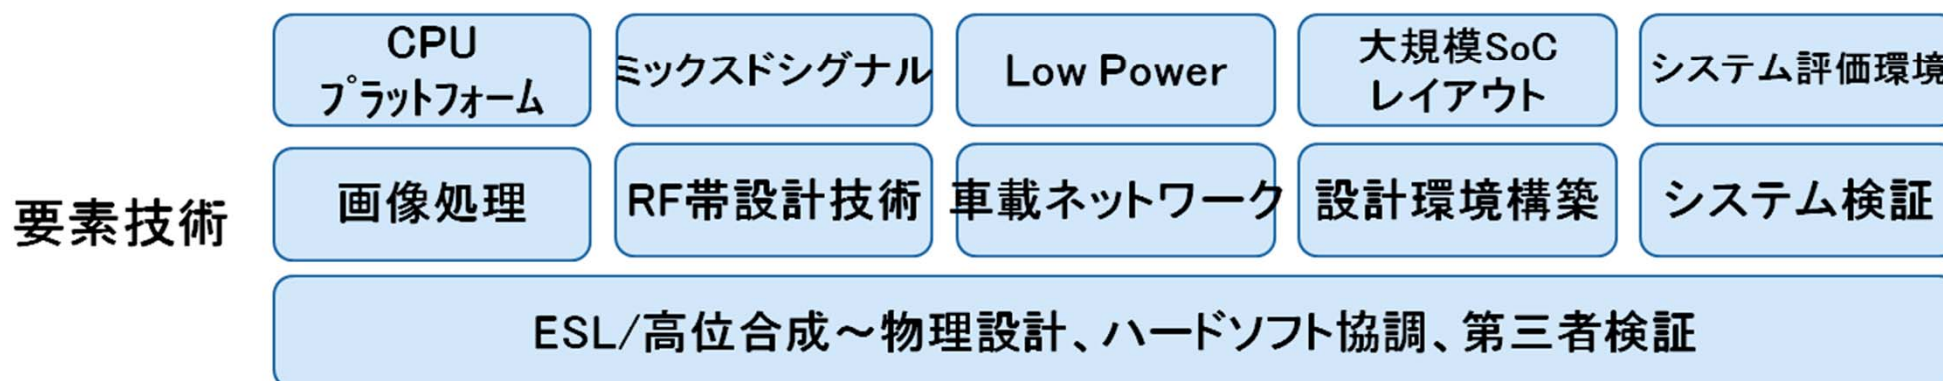 CPU
プラットフォーム
ミックスドシグナル
Low Power
大規模SoC
レイアウト
システム評価環境
要素技術
画像処理
RF帯設計技術
車載ネットワーク
設計環境構築
システム検証
ESL/高位合成～物理設計、ハードソフト協調、第三者検証